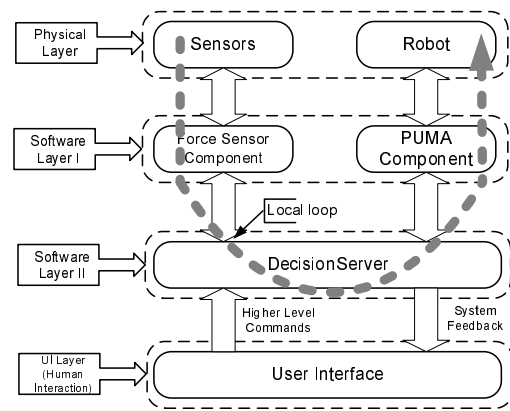 Physical
Layer
Sensors
Robot
Software
Layer I
Force Sensor
Component
PUMA
Component
Local loop
Software
Layer II
DecisionServer
Higher Level
Commands
System
Feedback
UI Layer
(Human
Interaction)
User Interface